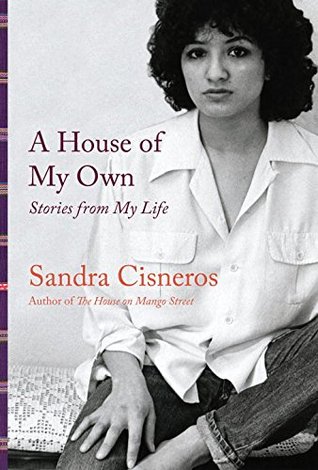 A House of
My Own
Stories from My Life
Sandra Cisneros
Author of The House on Mango Street